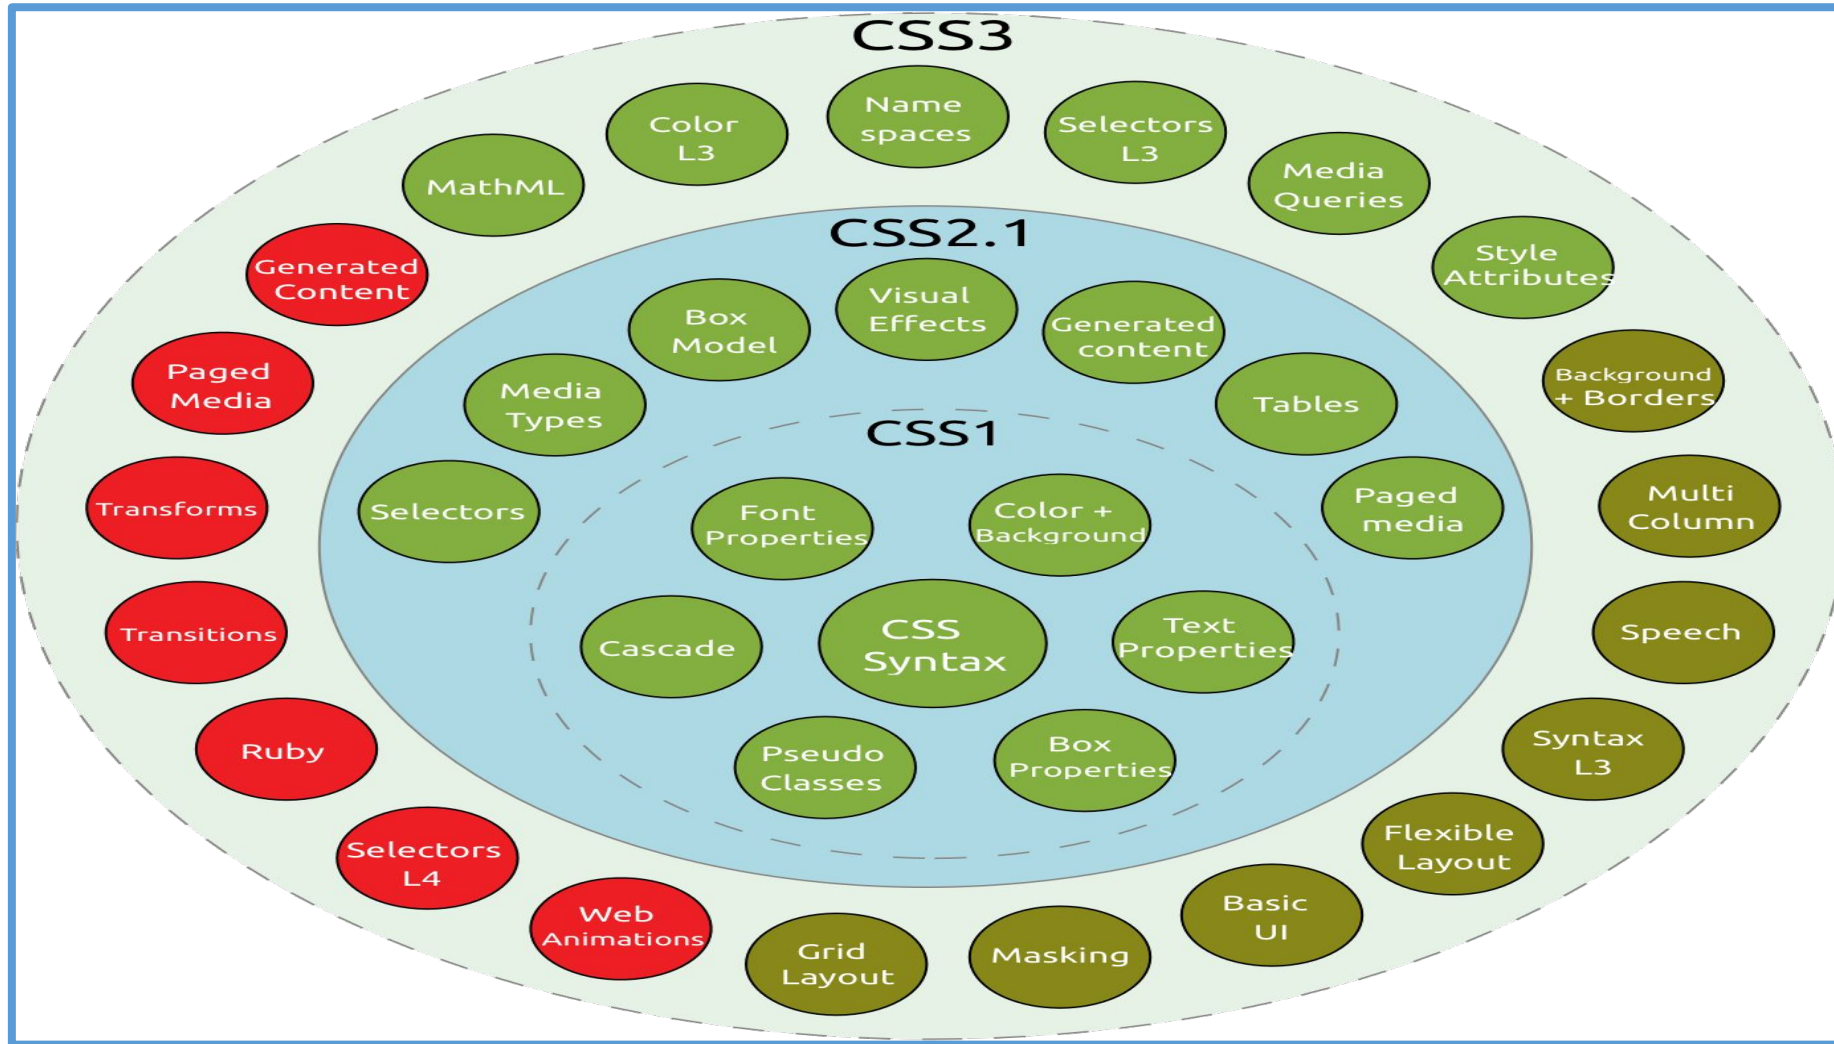 CSS3
Name
spaces
Color
L3
Selectors
L3
MathML
Media
Queries
Generated
Content
Style
Attributes
Paged
Media
Background
+ Borders
Transforms
Multi
Column
Transitions
Speech
Ruby
Syntax
L3
Selectors
L4
Flexible
Layout
Web
Animations
Basic
UI
Grid
Layout
Masking
CSS2.1
Visual
Effects
Box
Model
Generated
content
Media
Types
Tables
Selectors
Paged
media
CSS1
Font
Properties
Color +
Background
Cascade
CSS
Syntax
Text
Properties
Pseudo
Classes
Box
Properties